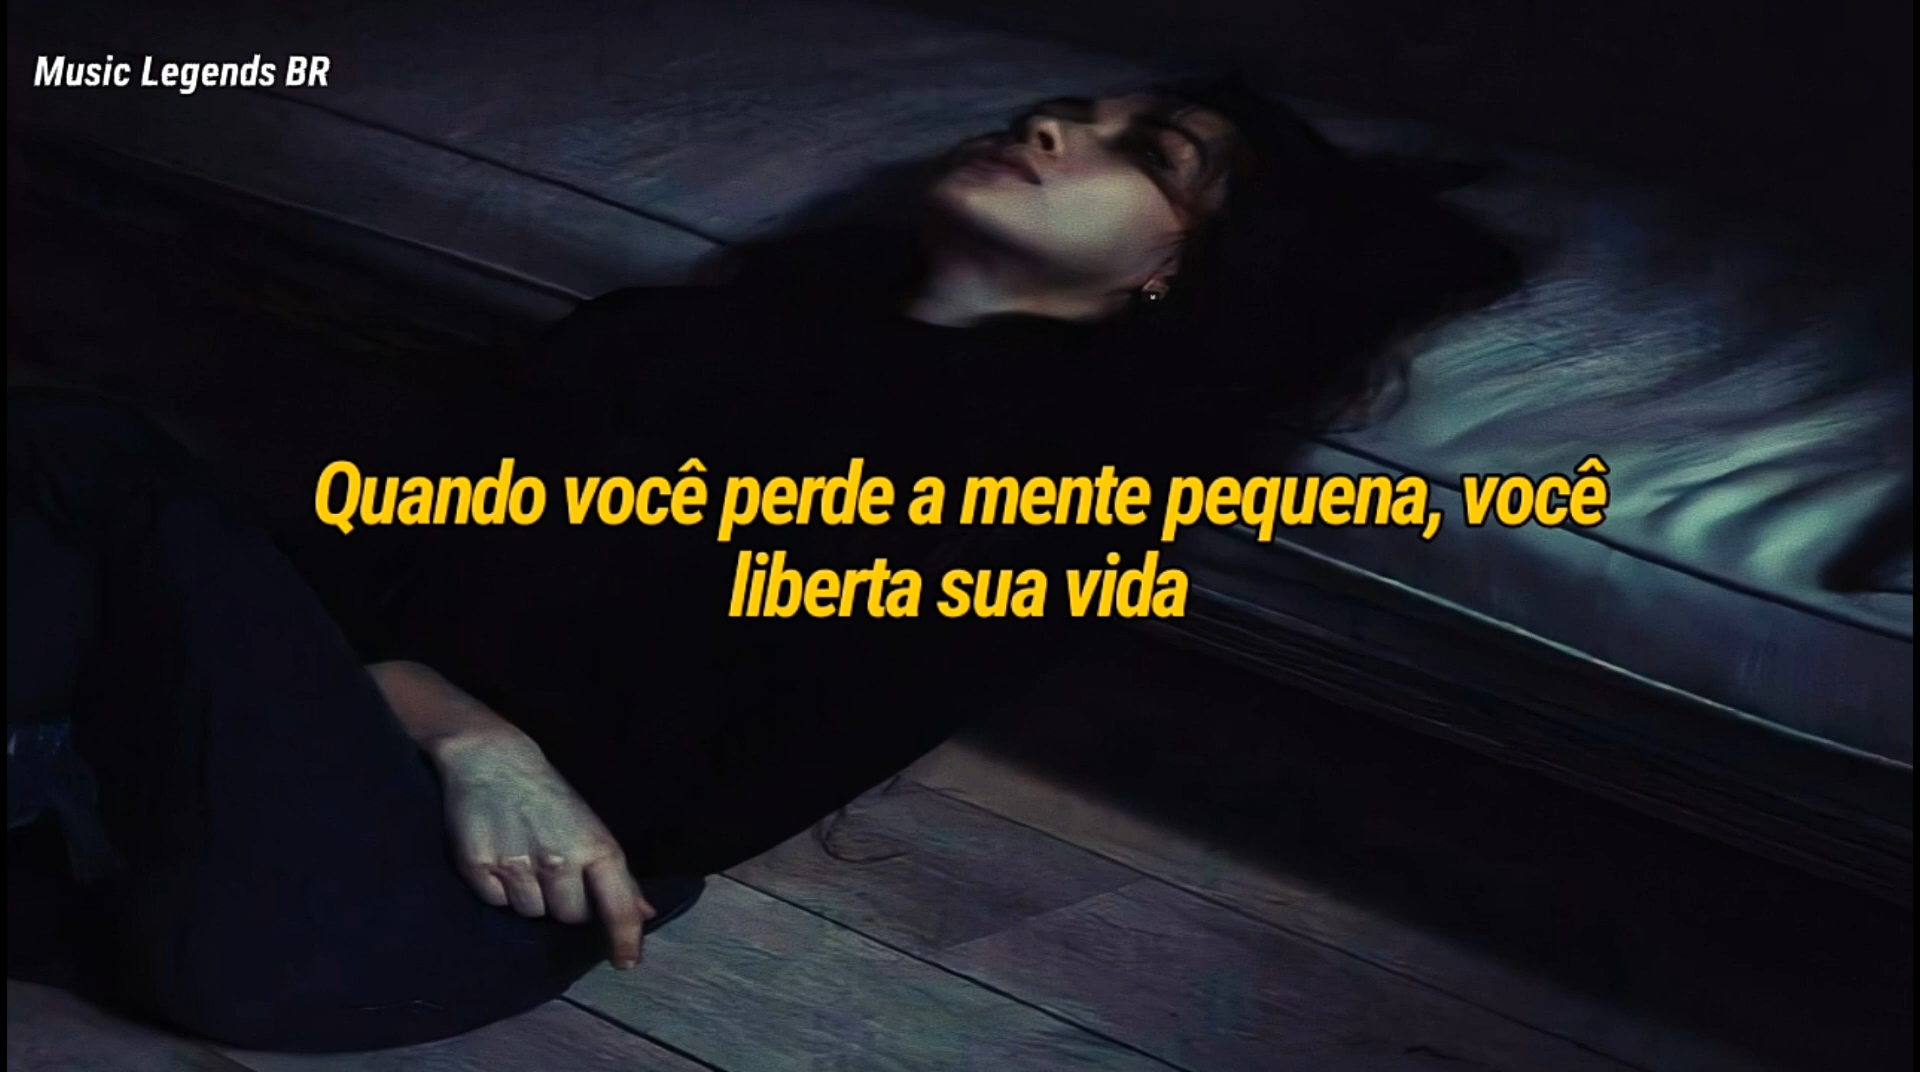 Music Legends BR
Quando você perde a mente pequena, você
liberta sua vida